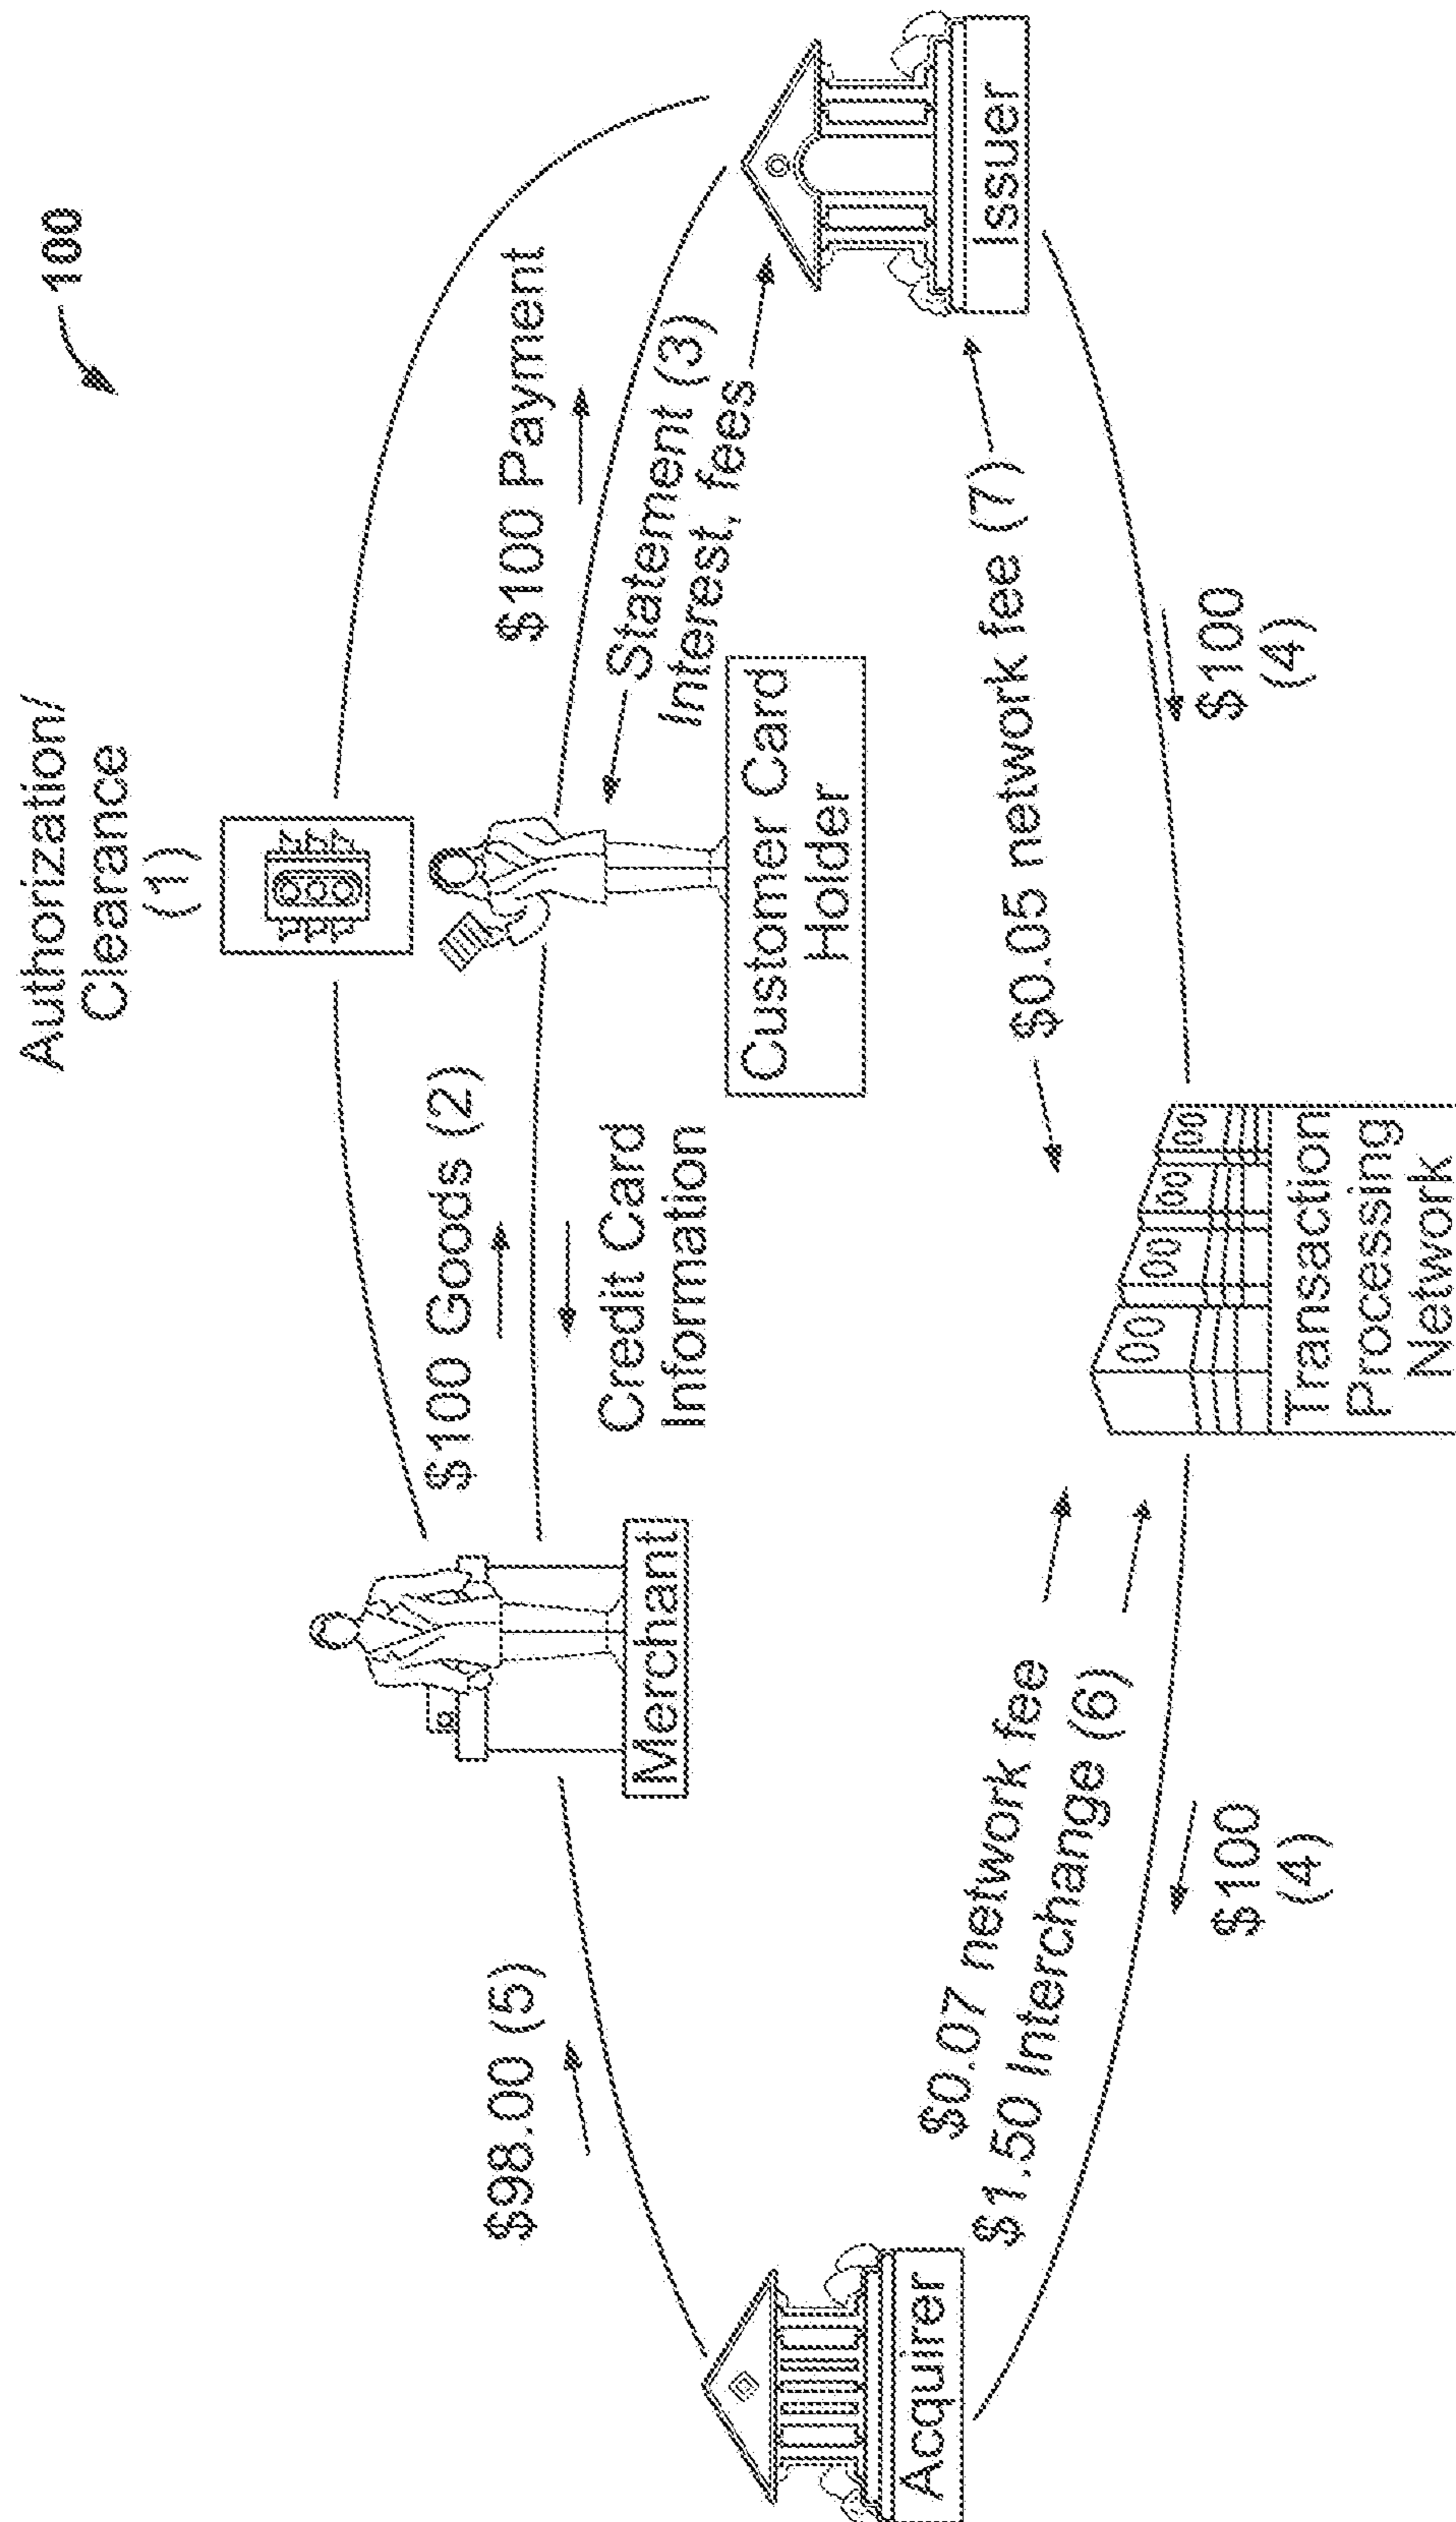 100
Authorization/
Clearance
(1)
$100 Goods (2)
$100 Payment
Credit Card
Information
Statement (3)
Interest, fees
$98.00 (5)
Merchant
Customer Card
Holder
Issuer
Acquirer
$0.07 network fee
$1.50 Interchange (6)
$0.05 network fee (7)
Transaction
Processing
Network
$100
(4)
$100
(4)